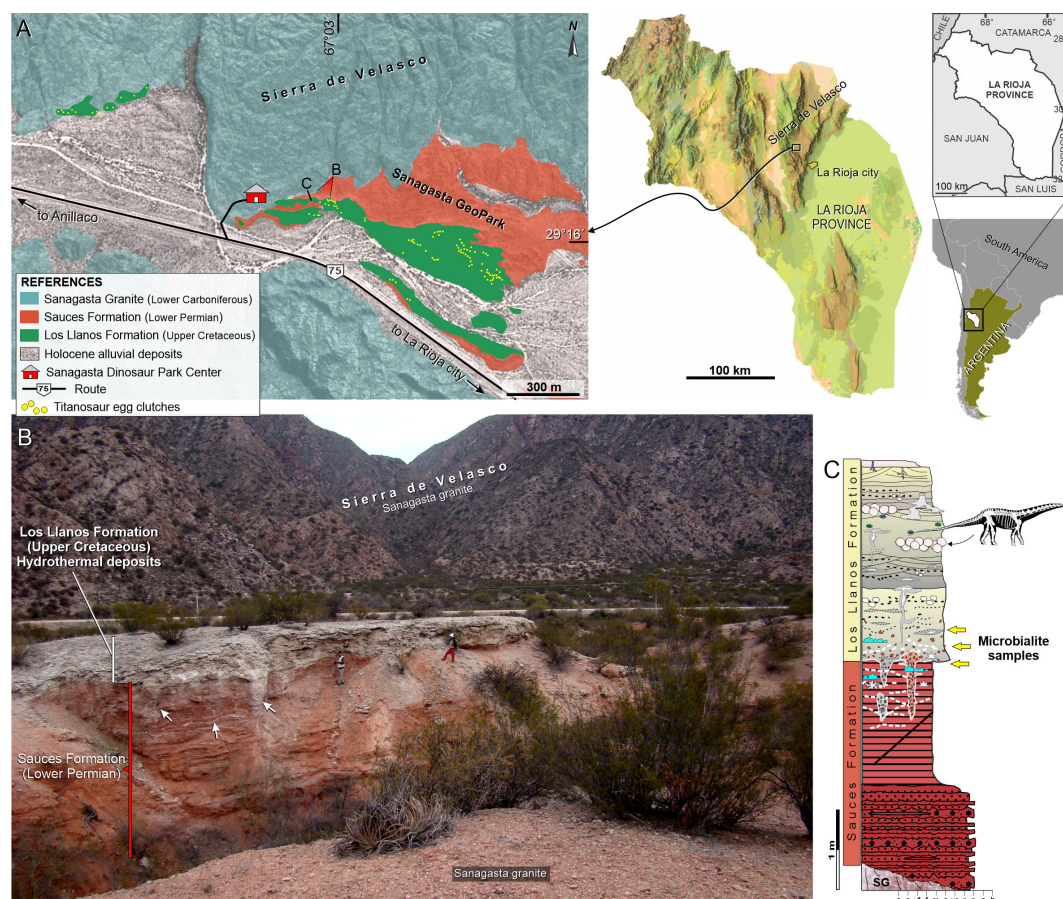 A
67°03′
N
Sierra de Velasco
B
C
Sanagasta GeoPark
to Anillaco
29°16′
75
to La Rioja city
300 m
REFERENCES
Sanagasta Granite (Lower Carboniferous)
Sauces Formation (Lower Permian)
Los Llanos Formation (Upper Cretaceous)
Holocene alluvial deposits
Sanagasta Dinosaur Park Center
75 Route
Titanosaur egg clutches
Sierra de Velasco
La Rioja city
LA RIOJA
PROVINCE
100 km
68°
66°
CHILE
CATAMARCA
28
LA RIOJA
PROVINCE
30
SAN JUAN
32
SAN LUIS
100 km
South America
ARGENTINA
B
Sierra de Velasco
Sanagasta granite
Los Llanos Formation
(Upper Cretaceous)
Hydrothermal deposits
Sauces Formation
(Lower Permian)
Sanagasta granite
C
Los Llanos Formation
Microbialite
samples
Sauces Formation
1 m
SG